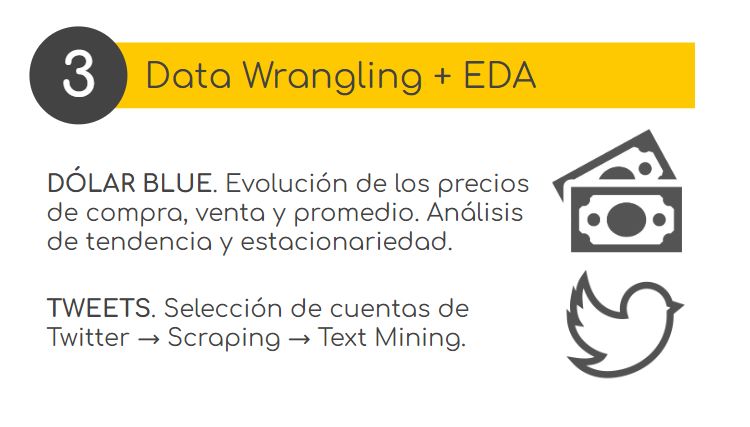 3
Data Wrangling + EDA
DÓLAR BLUE. Evolución de los precios
de compra, venta y promedio. Análisis
de tendencia y estacionariedad.
TWEETS. Selección de cuentas de
Twitter → Scraping → Text Mining.